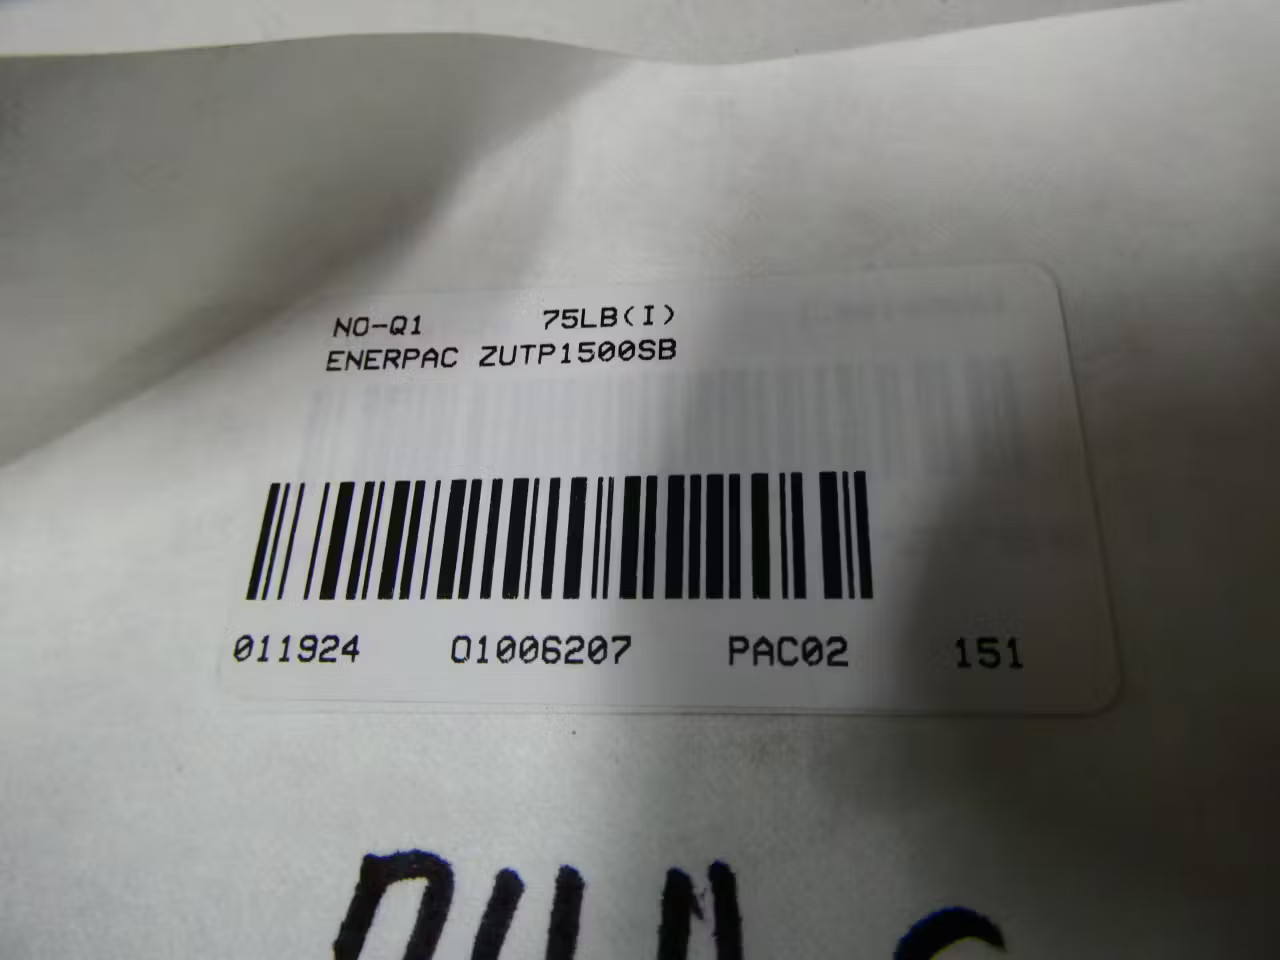 NO-Q1 75LB(I)
ENERPAC ZUTP1500SB
011924 01006207 PAC02 151